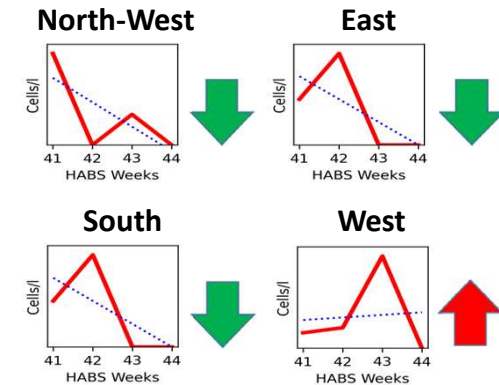 North-West
Cells/l
41 42 43 44
HABS Weeks
East
Cells/l
41 42 43 44
HABS Weeks
South
Cells/l
41 42 43 44
HABS Weeks
West
Cells/l
41 42 43 44
HABS Weeks